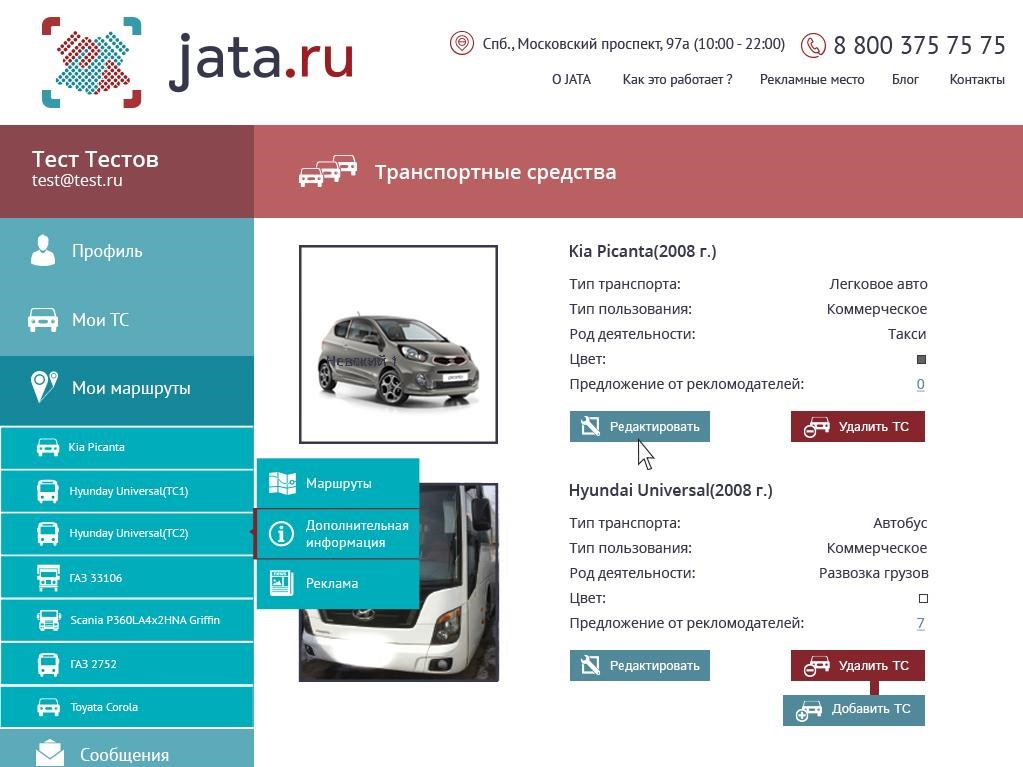 jata.ru
Спб., Московский проспект, 97а (10:00 - 22:00)
8 800 375 75 75
О JATA
Как это работает ?
Рекламные место
Блог
Контакты
Тест Тестов
test@test.ru
Транспортные средства
Профиль
Мои ТС
Мои маршруты
Kia Picanta
Hyunday Universal(ТС1)
Hyunday Universal(ТС2)
ГАЗ 33106
Scania P360LA4x2HNA Griffin
ГАЗ 2752
Toyata Corola
Сообщения
Маршруты
Дополнительная
информация
NEWS
Реклама
Невский 1
picanto
Kia Picanta(2008 г.)
Тип транспорта: Легковое авто
Тип пользования: Коммерческое
Род деятельности: Такси
Цвет:
Предложение от рекломодателей: 0
Редактировать
Удалить ТС
Hyundai Universal(2008 г.)
Тип транспорта: Автобус
Тип пользования: Коммерческое
Род деятельности: Развозка грузов
Цвет:
Предложение от рекломодателей: 7
Редактировать
Удалить ТС
Добавить ТС